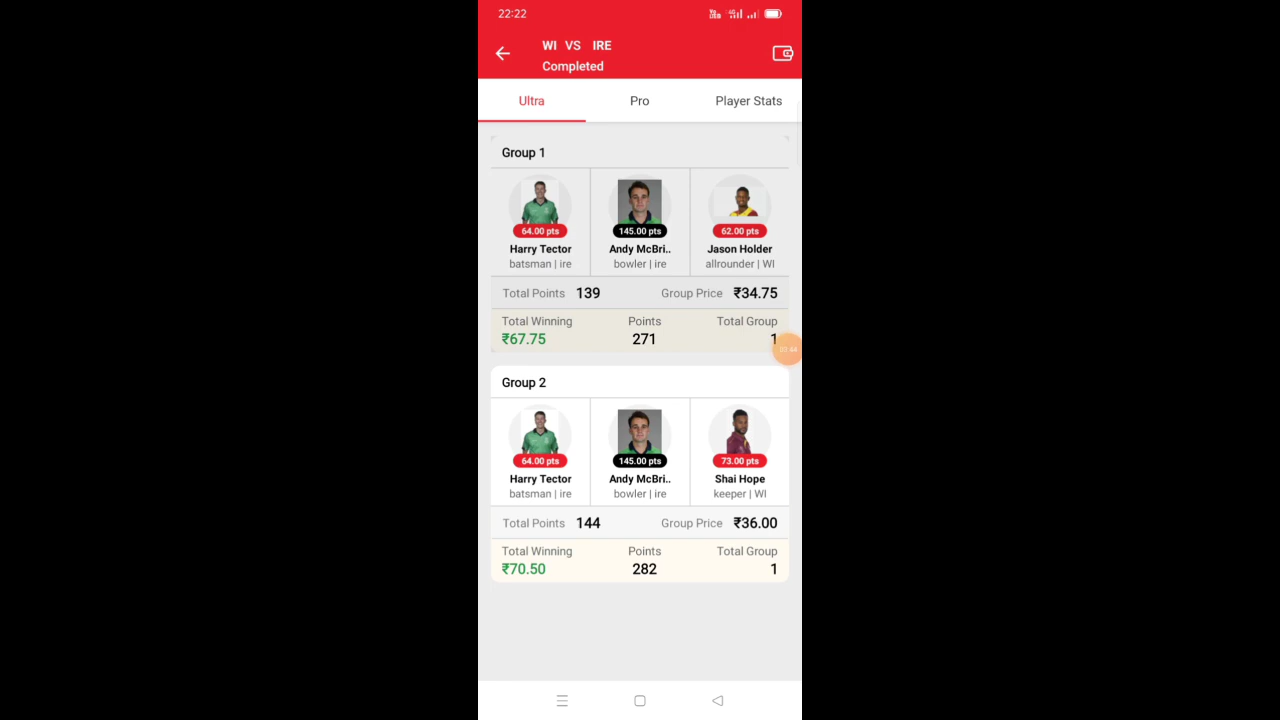 22:22
WI VS IRE
Completed
Ultra Pro Player Stats
Group 1
64.00 pts 145.00 pts 62.00 pts
Harry Tector Andy McBri.. Jason Holder
batsman | ire bowler | ire allrounder | WI
Total Points 139 Group Price ₹34.75
Total Winning Points Total Group
₹67.75 271 1
Group 2
64.00 pts 145.00 pts 73.00 pts
Harry Tector Andy McBri.. Shai Hope
batsman | ire bowler | ire keeper | WI
Total Points 144 Group Price ₹36.00
Total Winning Points Total Group
₹70.50 282 1